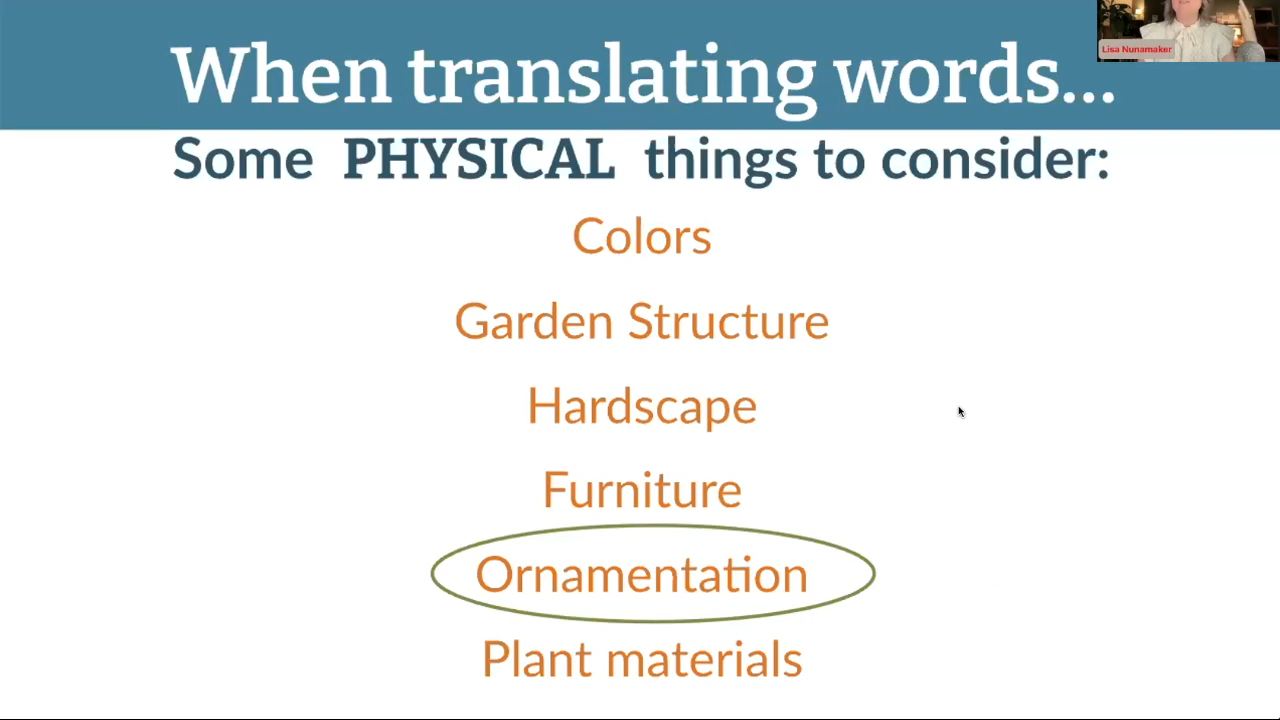 When translating words...
Lisa Nunamaker
Some PHYSICAL things to consider:
Colors
Garden Structure
Hardscape
Furniture
Ornamentation
Plant materials